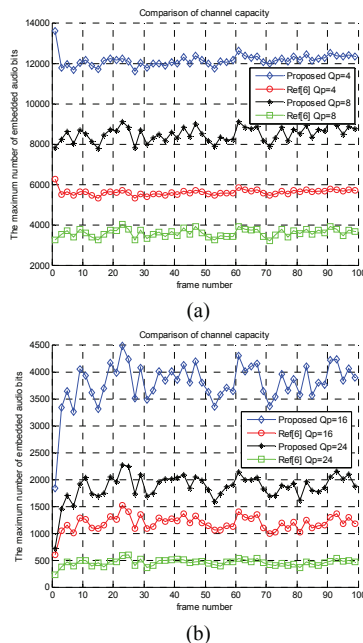 Comparison of channel capacity
The maximum number of embedded audio bits
14000
12000
10000
8000
6000
4000
2000
Proposed Qp=4
Ref[6] Qp=4
Proposed Qp=8
Ref[6] Qp=8
0 10 20 30 40 50 60 70 80 90 100
frame number
(a)
Comparison of channel capacity
The maximum number of embedded audio bits
4500
4000
3500
3000
2500
2000
1500
1000
500
0
Proposed Qp=16
Ref[6] Qp=16
Proposed Qp=24
Ref[6] Qp=24
0 10 20 30 40 50 60 70 80 90 100
frame number
(b)